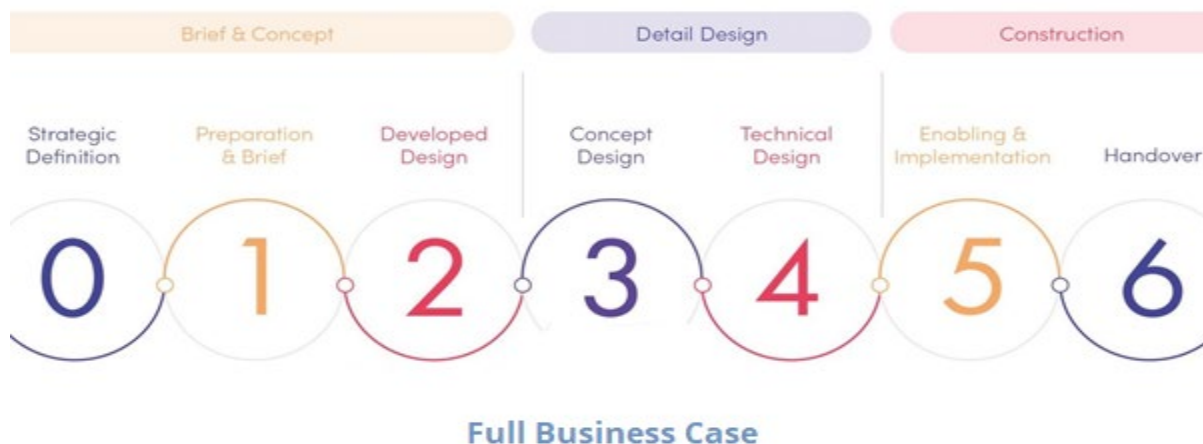 Brief & Concept
Detail Design
Construction
Strategic
Definition
Preparation
& Brief
Developed
Design
Concept
Design
Technical
Design
Enabling &
Implementation
Handover
0
1
2
3
4
5
6
Full Business Case